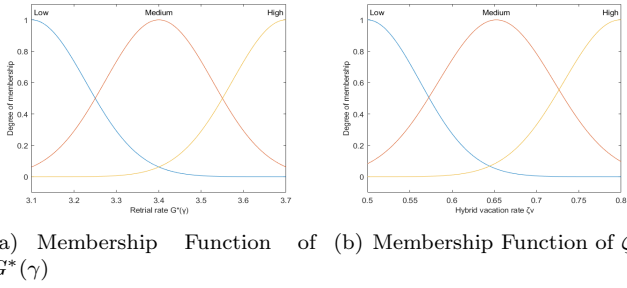 Low Medium High
1
0.8
0.6
0.4
0.2
0
Degree of membership
3.1 3.2 3.3 3.4 3.5 3.6 3.7
Retrial rate G*(γ)
Low Medium High
1
0.8
0.6
0.4
0.2
0
Degree of membership
0.5 0.55 0.6 0.65 0.7 0.75 0.8
Hybrid vacation rate ζv
a) Membership Function of
G*(γ)
(b) Membership Function of ζ